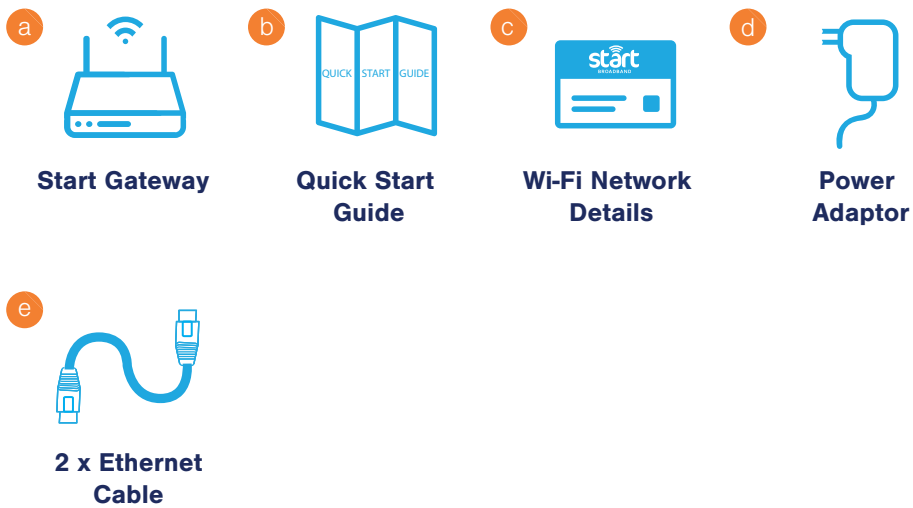 a
b
c
d
QUICK START GUIDE
start
BROADBAND
Start Gateway
Quick Start
Guide
Wi-Fi Network
Details
Power
Adaptor
e
2 x Ethernet
Cable